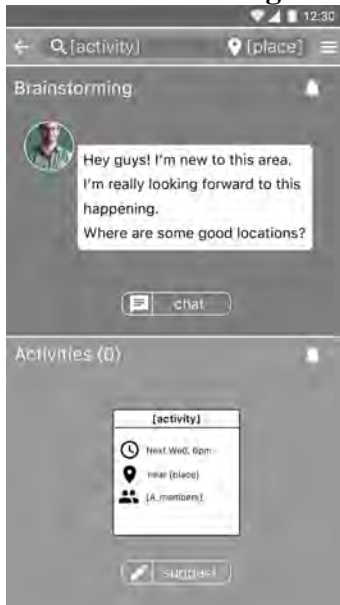 12:30
[activity] [place]
Brainstorming
Hey guys! I'm new to this area.
I'm really looking forward to this
happening.
Where are some good locations?
chat
Activities (0)
[activity]
Next Wed, 6pm
near [place]
[A_members]
suggest